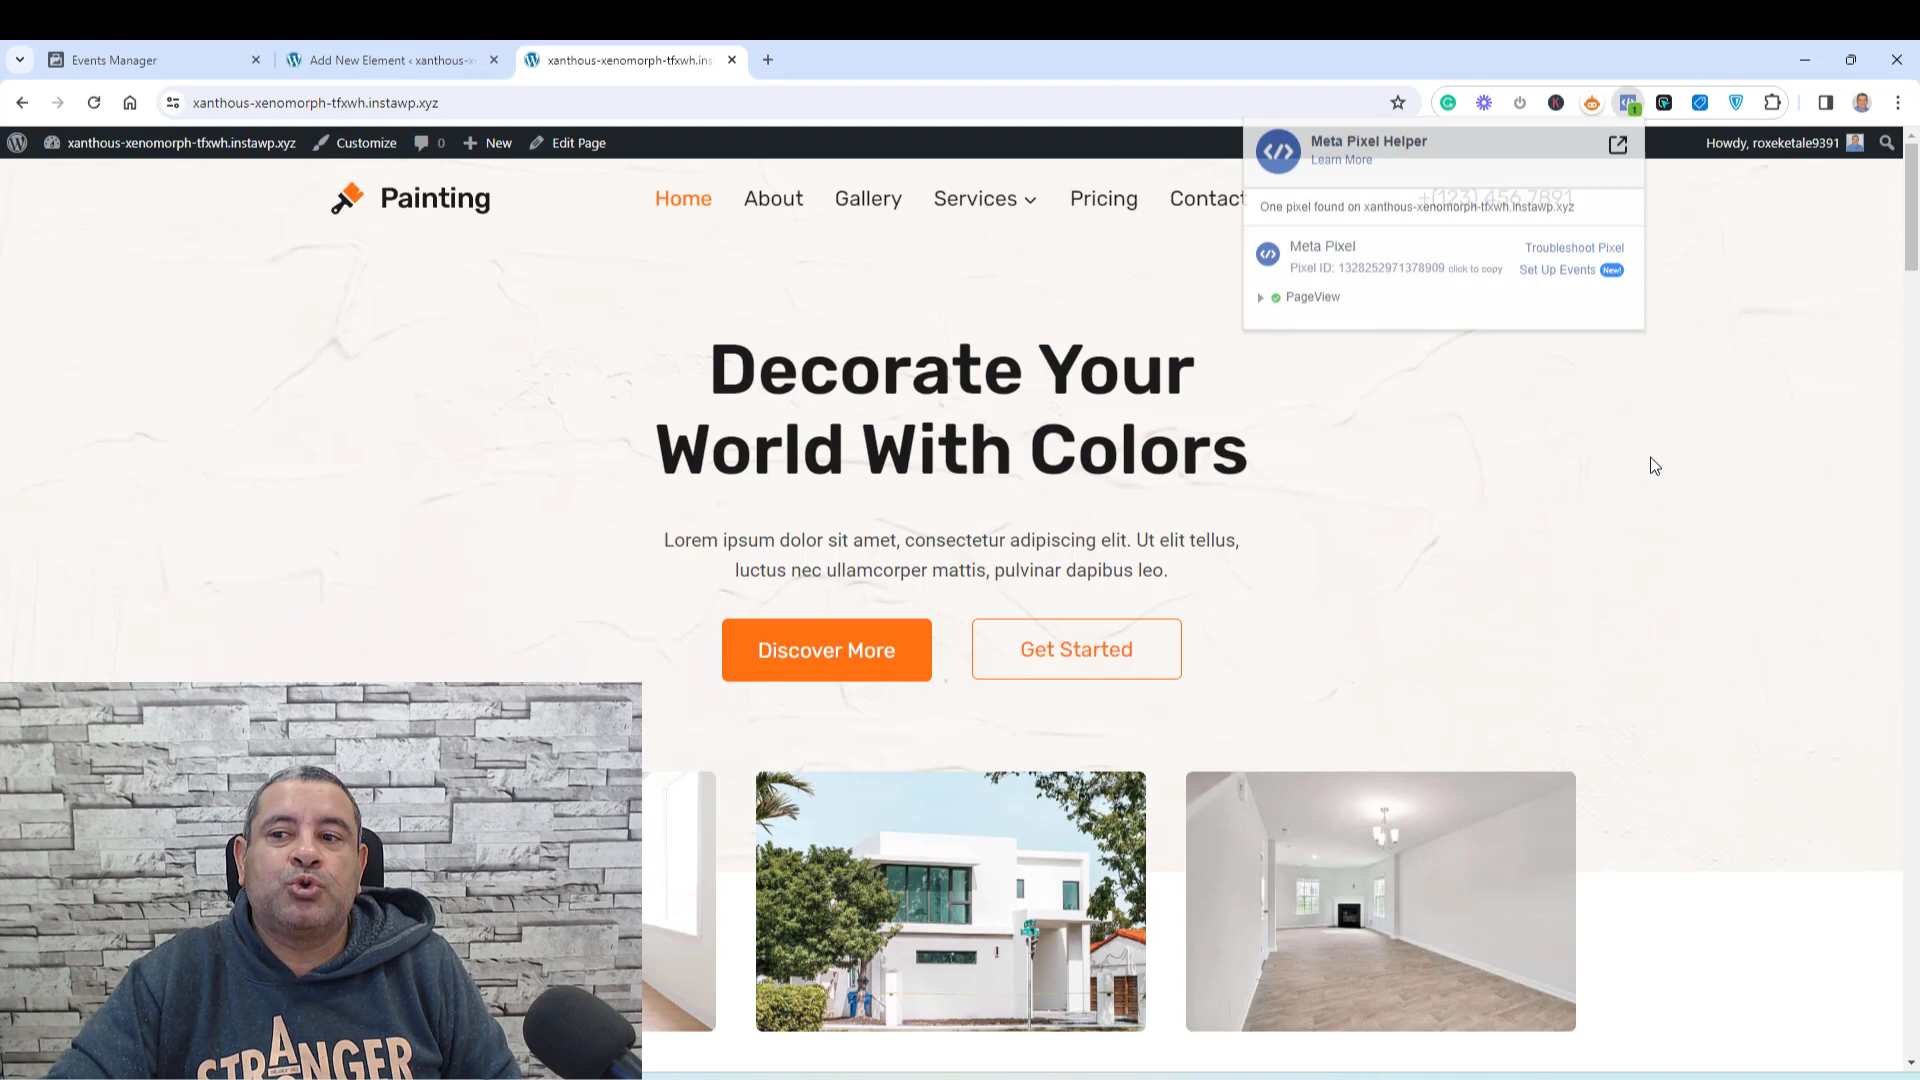 Events Manager
Add New Element ‹ xanthous-x
xanthous-xenomorph-tfxwh.ins
xanthous-xenomorph-tfxwh.instawp.xyz
1
xanthous-xenomorph-tfxwh.instawp.xyz
Customize
0
New
Edit Page
Howdy, roxeketale9391
Meta Pixel Helper
Learn More
One pixel found on xanthous-xenomorph-tfxwh.instawp.xyz
Meta Pixel
Troubleshoot Pixel
Pixel ID: 1328252971378909 click to copy
Set Up Events New!
PageView
Painting
Home
About
Gallery
Services
Pricing
Contact
+(123) 456 7891
Decorate Your
World With Colors
Lorem ipsum dolor sit amet, consectetur adipiscing elit. Ut elit tellus,
luctus nec ullamcorper mattis, pulvinar dapibus leo.
Discover More
Get Started
A
STRANGER